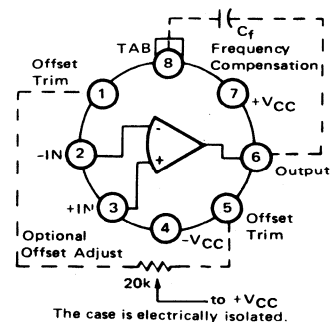 Cf
Frequency
Compensation
TAB
8
Offset
Trim
1
7
+VCC
-IN
2
-
+
6
Output
+IN
3
4
-VCC
5
Offset
Trim
Optional
Offset Adjust
20k
to +VCC
The case is electrically isolated.